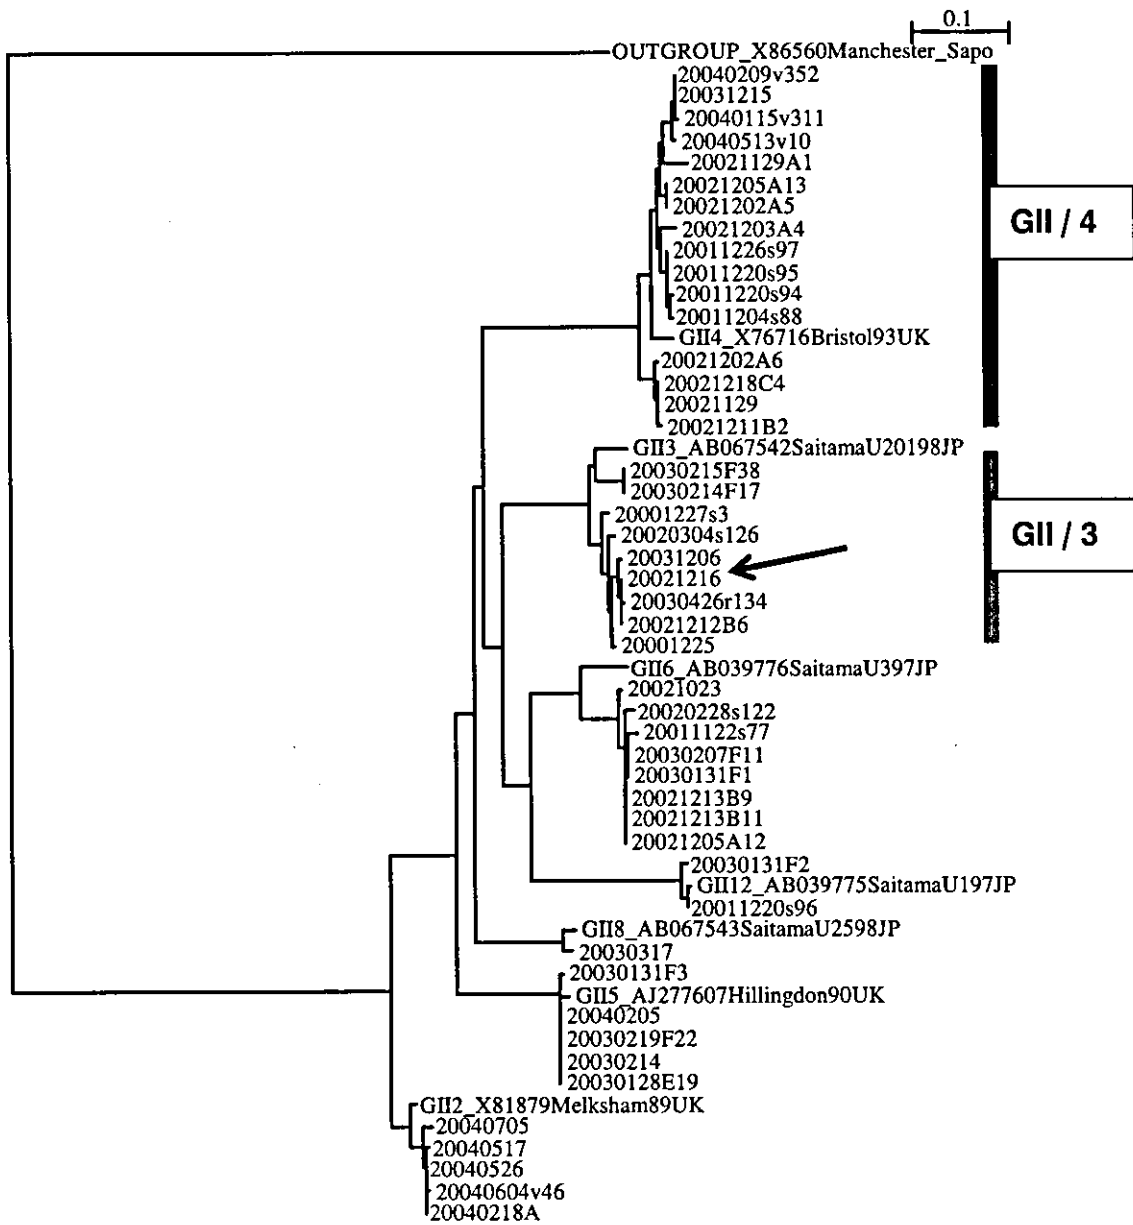 0.1
OUTGROUP_X86560Manchester_Sapo
20040209v352
20031215
20040115v311
20040513v10
20021129A1
20021205A13
20021202A5
GII / 4
20021203A4
20011226s97
20011220s95
20011220s94
20011204s88
GII4_X76716Bristol93UK
20021202A6
20021218C4
20021129
20021211B2
GII3_AB067542SaitamaU20198JP
20030215F38
20030214F17
20001227s3
20020304s126
GII / 3
20031206
20021216
20030426r134
20021212B6
20001225
GII6_AB039776SaitamaU397JP
20021023
20020228s122
20011122s77
20030207F11
20030131F1
20021213B9
20021213B11
20021205A12
20030131F2
GII12_AB039775SaitamaU197JP
20011220s96
GII8_AB067543SaitamaU2598JP
20030317
20030131F3
GII5_AJ277607Hillingdon90UK
20040205
20030219F22
20030214
20030128E19
GII2_X81879Melksham89UK
20040705
20040517
20040526
20040604v46
20040218A